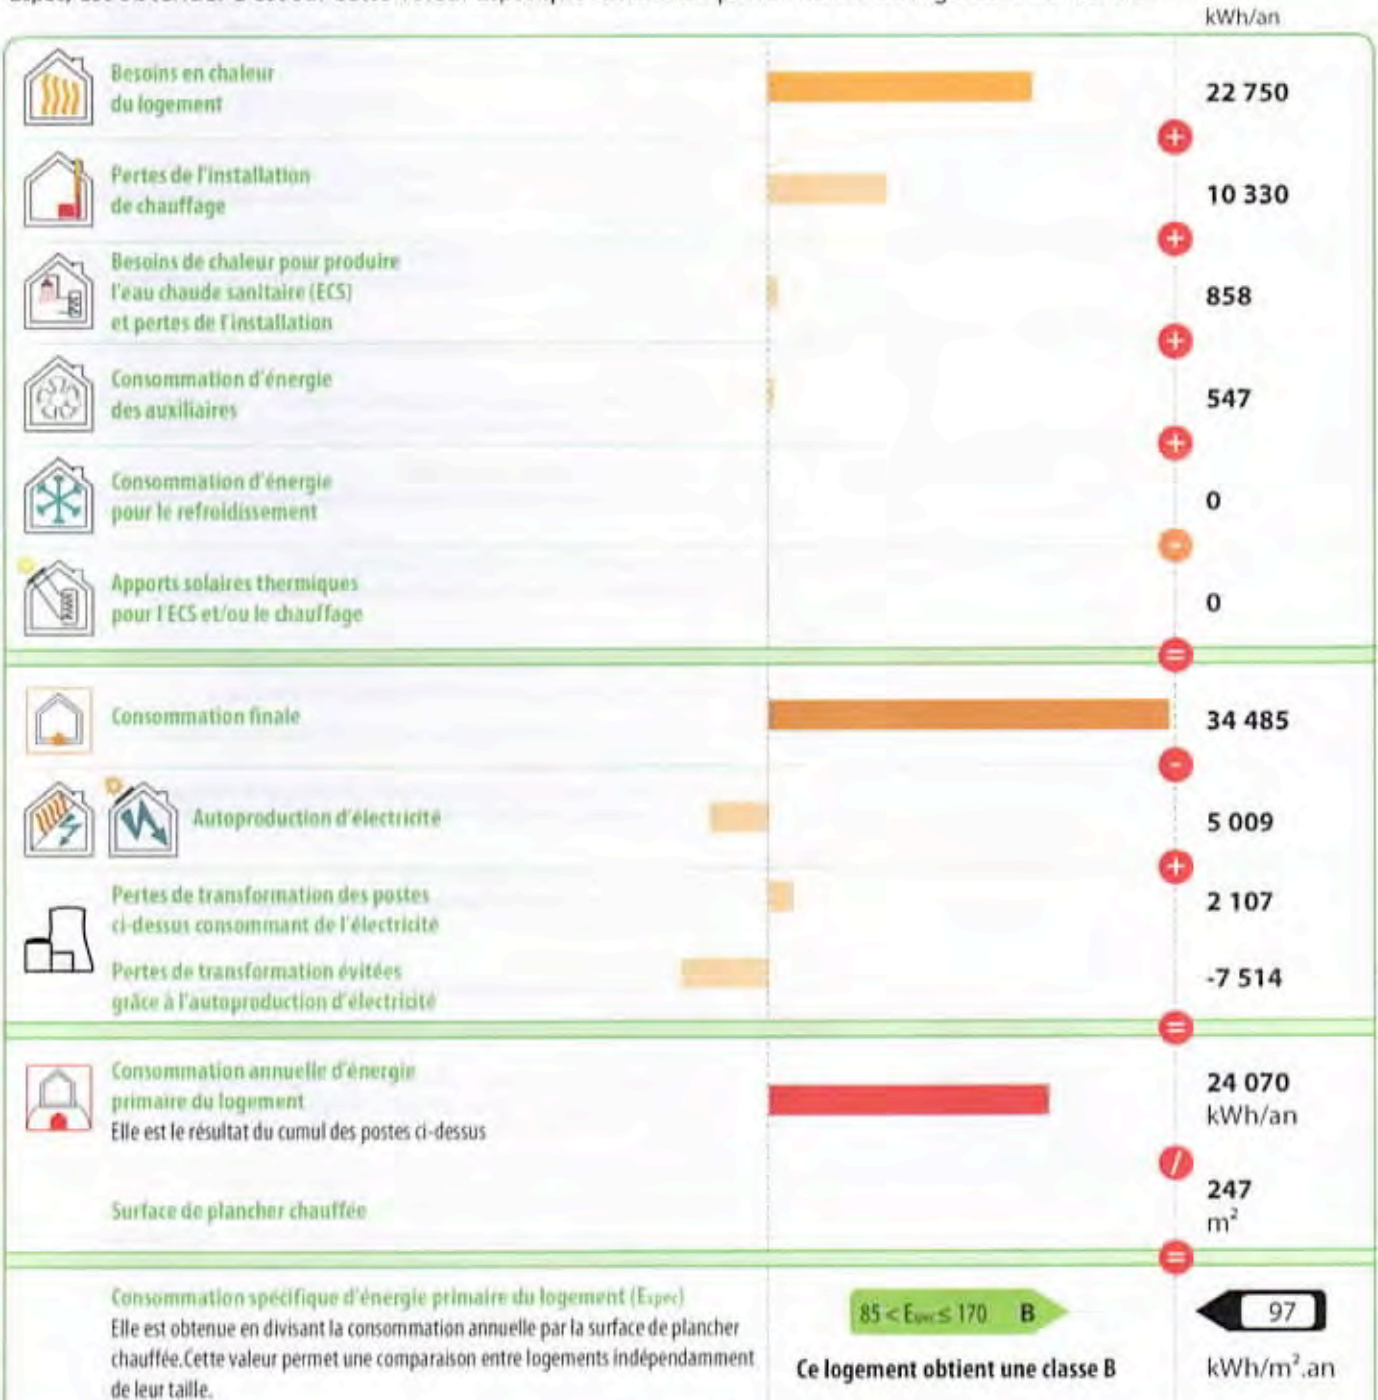 kWh/an
Besoins en chaleur
du logement
22 750
+
Pertes de l'installation
de chauffage
10 330
+
Besoins de chaleur pour produire
l'eau chaude sanitaire (ECS)
et pertes de l'installation
858
+
Consommation d'énergie
des auxiliaires
547
+
Consommation d'énergie
pour le refroidissement
0
-
Apports solaires thermiques
pour l'ECS et/ou le chauffage
0
=
Consommation finale
34 485
-
Autoproduction d'électricité
5 009
+
Pertes de transformation des postes
ci-dessus consommant de l'électricité
2 107
Pertes de transformation évitées
grâce à l'autoproduction d'électricité
-7 514
=
Consommation annuelle d'énergie
primaire du logement
Elle est le résultat du cumul des postes ci-dessus
24 070
kWh/an
/
Surface de plancher chauffée
247
m²
=
Consommation spécifique d'énergie primaire du logement (Espec)
Elle est obtenue en divisant la consommation annuelle par la surface de plancher
chauffée.Cette valeur permet une comparaison entre logements indépendamment
de leur taille.
85 < Espec ≤ 170 B
97
Ce logement obtient une classe B
kWh/m².an